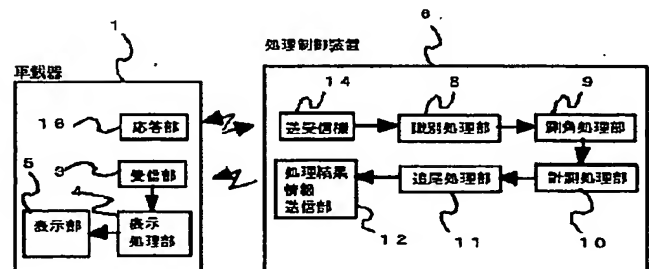 1
6
車載器
処理制御装置
16
応答部
14
送受信機
8
識別処理部
9
測角処理部
5
3
受信部
4
表示部
表示
処理部
処理結果
情報
送信部
12
追尾処理部
11
計測処理部
10